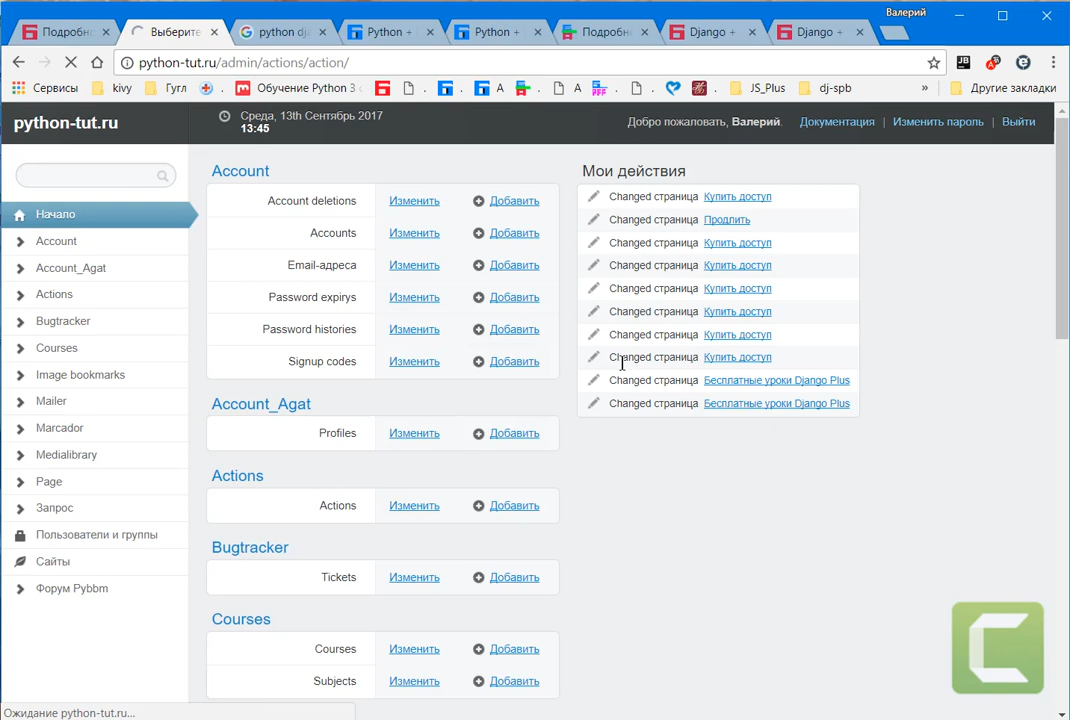 Валерий
Подробно
Выберите
python dj
Python +
Python +
Подробн
Django +
Django +
python-tut.ru/admin/actions/action/
Сервисы
kivy
Гугл
Обучение Python 3
A
A
JS_Plus
dj-spb
»
Другие закладки
python-tut.ru
Среда, 13th Сентябрь 2017
13:45
Добро пожаловать, Валерий.
Документация | Изменить пароль | Выйти
Начало
Account
Account_Agat
Actions
Bugtracker
Courses
Image bookmarks
Mailer
Marcador
Medialibrary
Page
Запрос
Пользователи и группы
Сайты
Форум Pybbm
Account
Account deletions Изменить Добавить
Accounts Изменить Добавить
Email-адреса Изменить Добавить
Password expirys Изменить Добавить
Password histories Изменить Добавить
Signup codes Изменить Добавить
Account_Agat
Profiles Изменить Добавить
Actions
Actions Изменить Добавить
Bugtracker
Tickets Изменить Добавить
Courses
Courses Изменить Добавить
Subjects Изменить Добавить
Мои действия
Changed страница Купить доступ
Changed страница Продлить
Changed страница Купить доступ
Changed страница Купить доступ
Changed страница Купить доступ
Changed страница Купить доступ
Changed страница Купить доступ
Changed страница Купить доступ
Changed страница Бесплатные уроки Django Plus
Changed страница Бесплатные уроки Django Plus
Ожидание python-tut.ru...